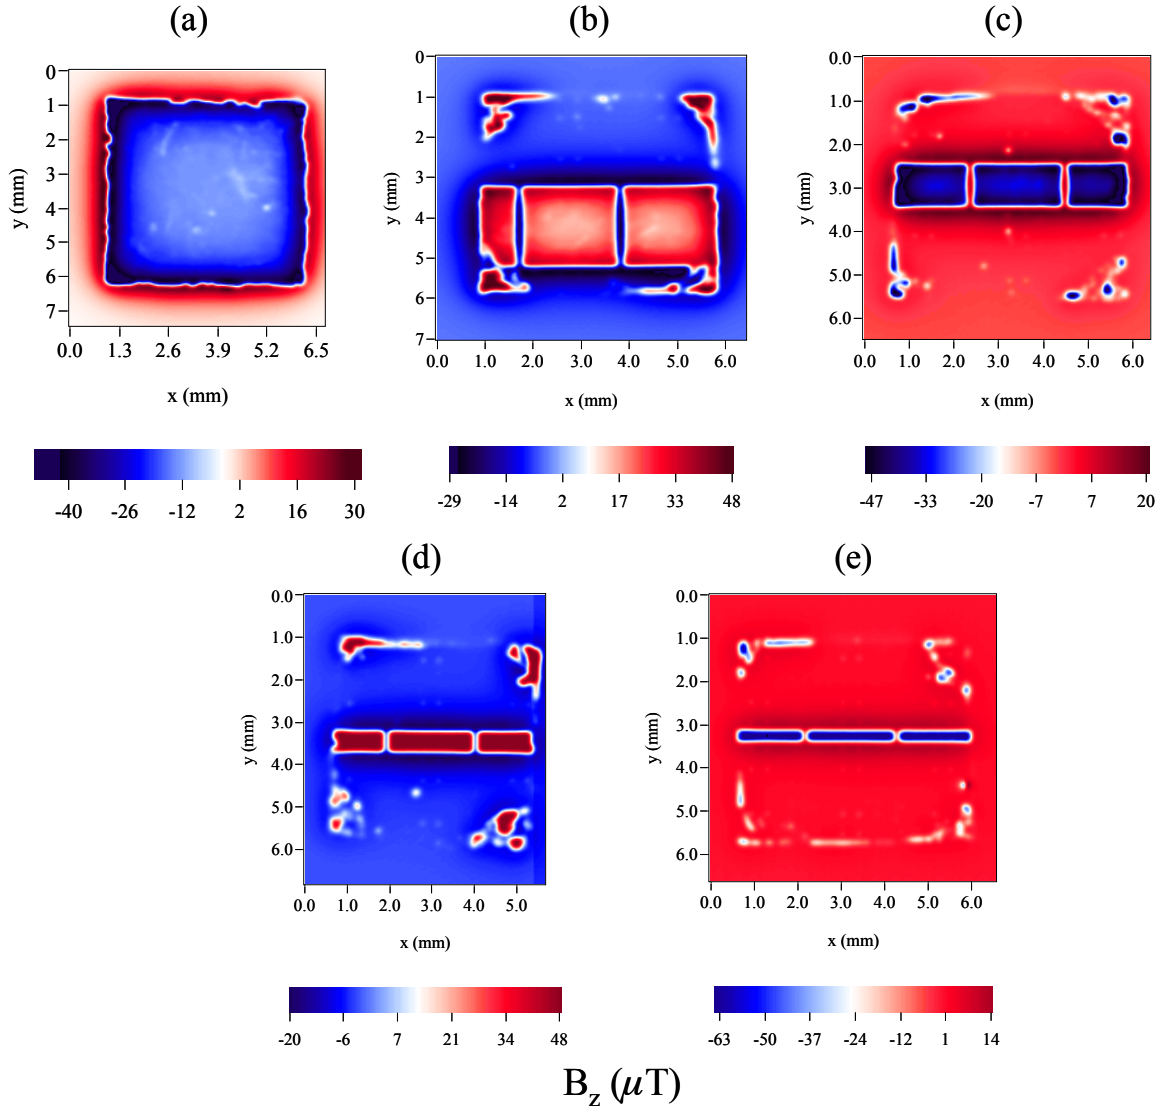 (a)
(b)
(c)
0
1
2
3
4
5
6
7
y (mm)
0.0 1.3 2.6 3.9 5.2 6.5
x (mm)
-40 -26 -12 2 16 30
0
1
2
3
4
5
6
7
y (mm)
0.0 1.0 2.0 3.0 4.0 5.0 6.0
x (mm)
-29 -14 2 17 33 48
0.0
1.0
2.0
3.0
4.0
5.0
6.0
y (mm)
0.0 1.0 2.0 3.0 4.0 5.0 6.0
x (mm)
-47 -33 -20 -7 7 20
(d)
(e)
0.0
1.0
2.0
3.0
4.0
5.0
6.0
y (mm)
0.0 1.0 2.0 3.0 4.0 5.0
x (mm)
-20 -6 7 21 34 48
0.0
1.0
2.0
3.0
4.0
5.0
6.0
y (mm)
0.0 1.0 2.0 3.0 4.0 5.0 6.0
x (mm)
-63 -50 -37 -24 -12 1 14
Bz (μT)